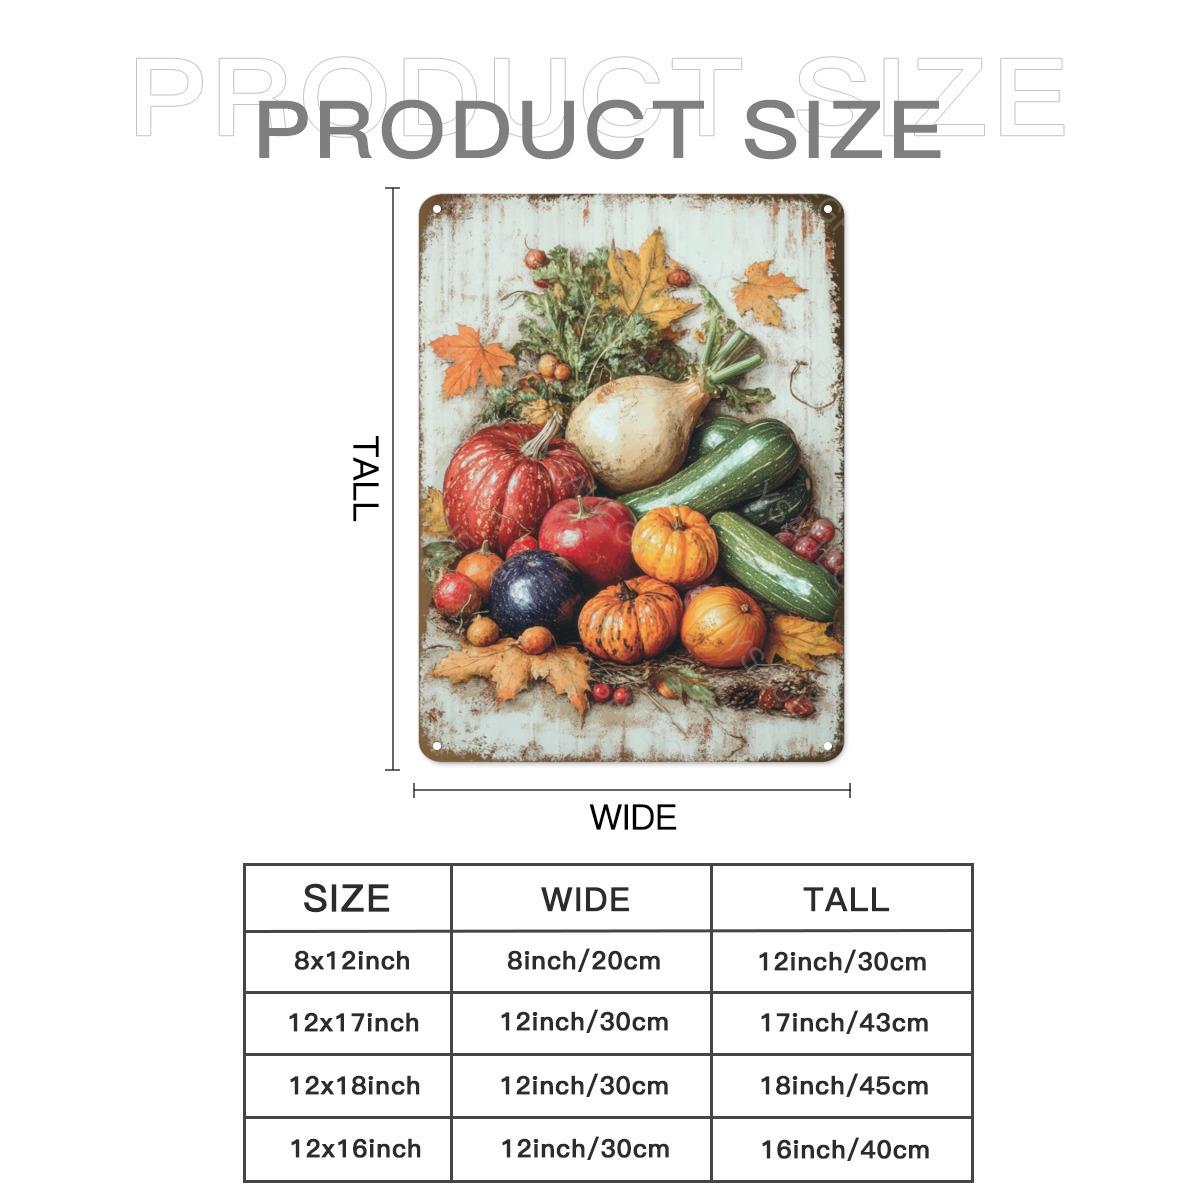 PRODUCT SIZE
PRODUCT SIZE
TALL
WIDE
SIZE WIDE TALL
8x12inch 8inch/20cm 12inch/30cm
12x17inch 12inch/30cm 17inch/43cm
12x18inch 12inch/30cm 18inch/45cm
12x16inch 12inch/30cm 16inch/40cm